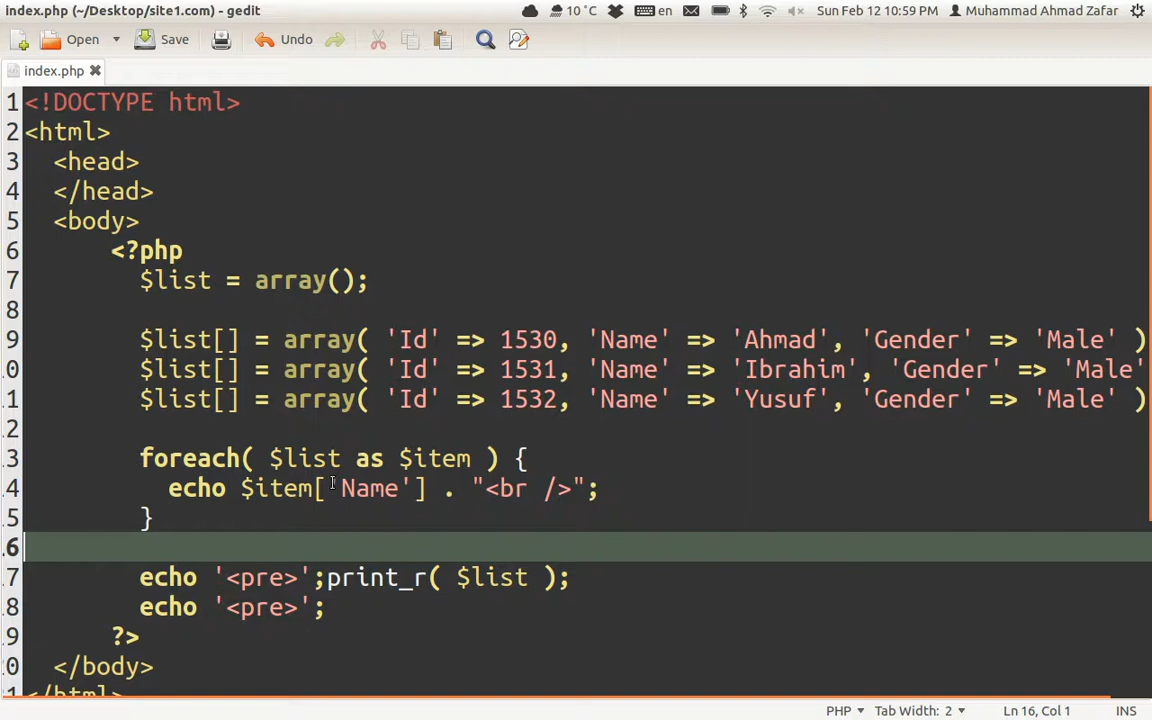 index.php (~/Desktop/site1.com) - gedit
10 °C
en
Sun Feb 12 10:59 PM
Muhammad Ahmad Zafar
Open
Save
Undo
index.php
1 <!DOCTYPE html>
2 <html>
3 <head>
4 </head>
5 <body>
6 <?php
7 $list = array();
8
9 $list[] = array( 'Id' => 1530, 'Name' => 'Ahmad', 'Gender' => 'Male' )
0 $list[] = array( 'Id' => 1531, 'Name' => 'Ibrahim', 'Gender' => 'Male'
1 $list[] = array( 'Id' => 1532, 'Name' => 'Yusuf', 'Gender' => 'Male' )
2
3 foreach( $list as $item ) {
4 echo $item['Name'] . "<br />";
5 }
6
7 echo '<pre>';print_r( $list );
8 echo '<pre>';
9 ?>
0 </body>
1 </html>
PHP
Tab Width: 2
Ln 16, Col 1
INS